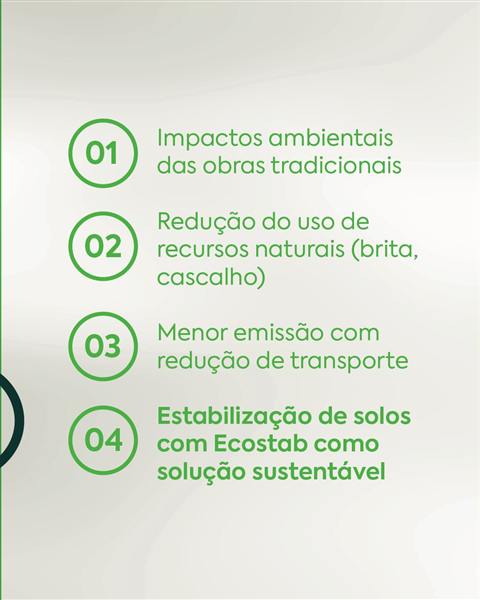 01
Impactos ambientais
das obras tradicionais
02
Redução do uso de
recursos naturais (brita,
cascalho)
03
Menor emissão com
redução de transporte
04
Estabilização de solos
com Ecostab como
solução sustentável